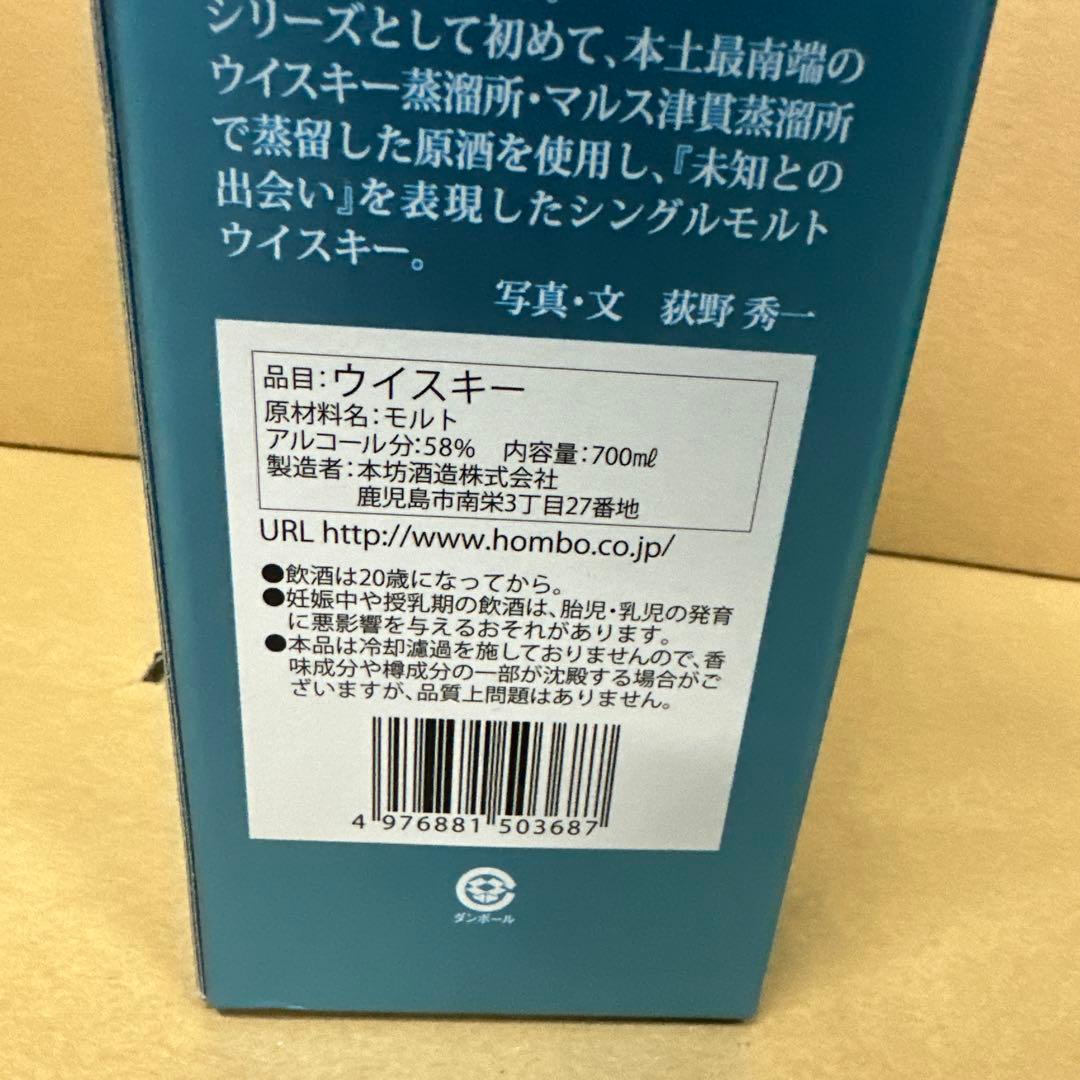 シリーズとして初めて、本土最南端の
ウイスキー蒸溜所・マルス津貫蒸溜所
で蒸留した原酒を使用し、『未知との
出会い』を表現したシングルモルト
ウイスキー。
写真・文　荻野 秀一
品目：ウイスキー
原材料名：モルト
アルコール分：58%　内容量：700㎖
製造者：本坊酒造株式会社
鹿児島市南栄3丁目27番地
URL http://www.hombo.co.jp/
●飲酒は20歳になってから。
●妊娠中や授乳期の飲酒は、胎児・乳児の発育
に悪影響を与えるおそれがあります。
●本品は冷却濾過を施しておりませんので、香
味成分や樽成分の一部が沈殿する場合がご
ざいますが、品質上問題はありません。
4 976881 503687
ダンボール